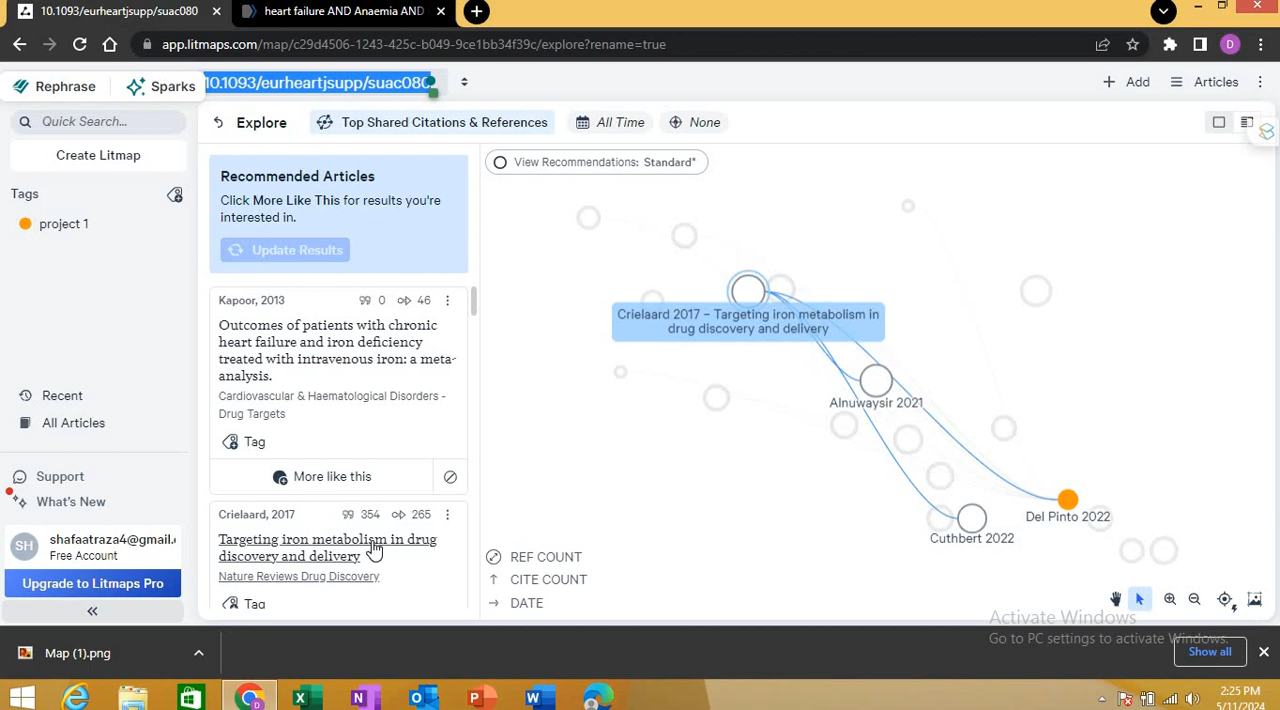 10.1093/eurheartjsupp/suac080
heart failure AND Anaemia AND
app.litmaps.com/map/c29d4506-1243-425c-b049-9ce1bb34f39c/explore?rename=true
D
Rephrase
Sparks
10.1093/eurheartjsupp/suac080
Add
Articles
Quick Search...
Create Litmap
Tags
project 1
Recent
All Articles
Support
What's New
SH
shafaatraza4@gmail.
Free Account
Upgrade to Litmaps Pro
Explore
Top Shared Citations & References
All Time
None
Recommended Articles
Click More Like This for results you're
interested in.
Update Results
Kapoor, 2013 0 46
Outcomes of patients with chronic
heart failure and iron deficiency
treated with intravenous iron: a meta-
analysis.
Cardiovascular & Haematological Disorders -
Drug Targets
Tag
More like this
Crielaard, 2017 354 265
Targeting iron metabolism in drug
discovery and delivery
Nature Reviews Drug Discovery
Tag
View Recommendations: Standard*
Crielaard 2017 – Targeting iron metabolism in
drug discovery and delivery
Alnuwaysir 2021
Del Pinto 2022
Cuthbert 2022
REF COUNT
CITE COUNT
DATE
Activate Windows
Go to PC settings to activate Windows.
Map (1).png
Show all
2:25 PM
5/11/2024